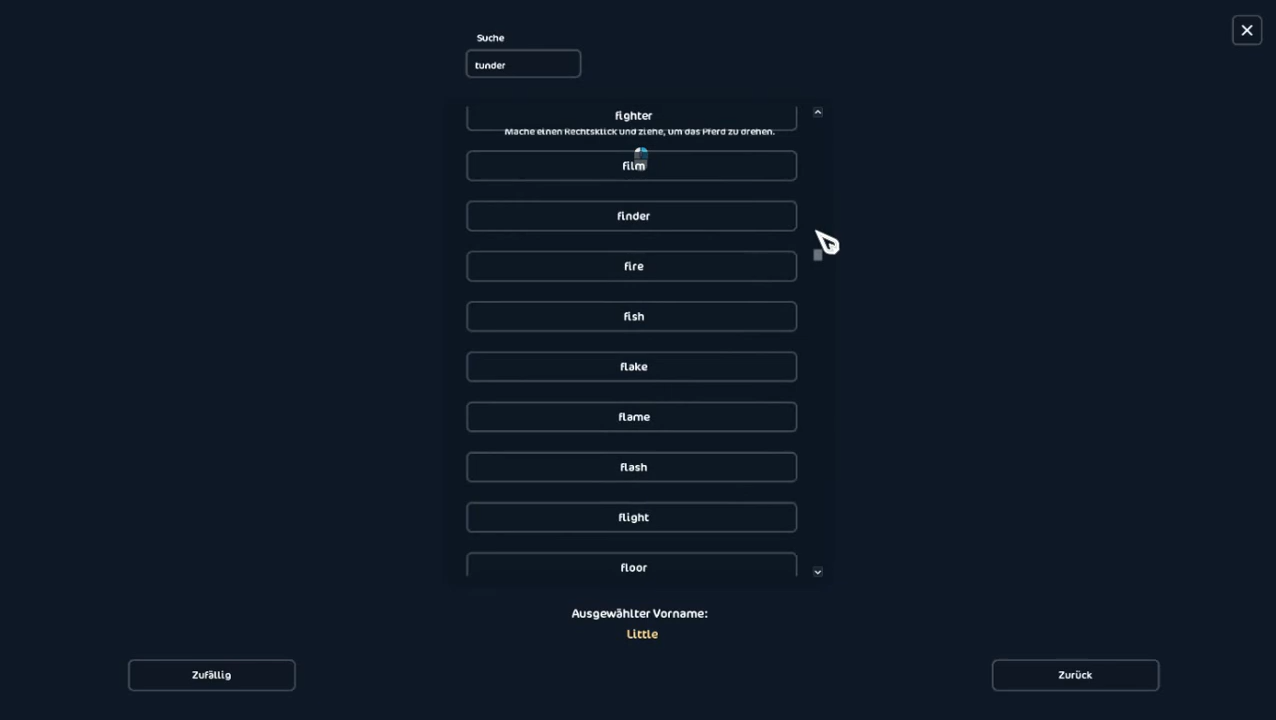 Suche
tunder
fighter
Mache einen Rechtsklick und ziehe, um das Pferd zu drehen.
film
finder
fire
fish
flake
flame
flash
flight
floor
Ausgewählter Vorname:
Little
Zufällig
Zurück